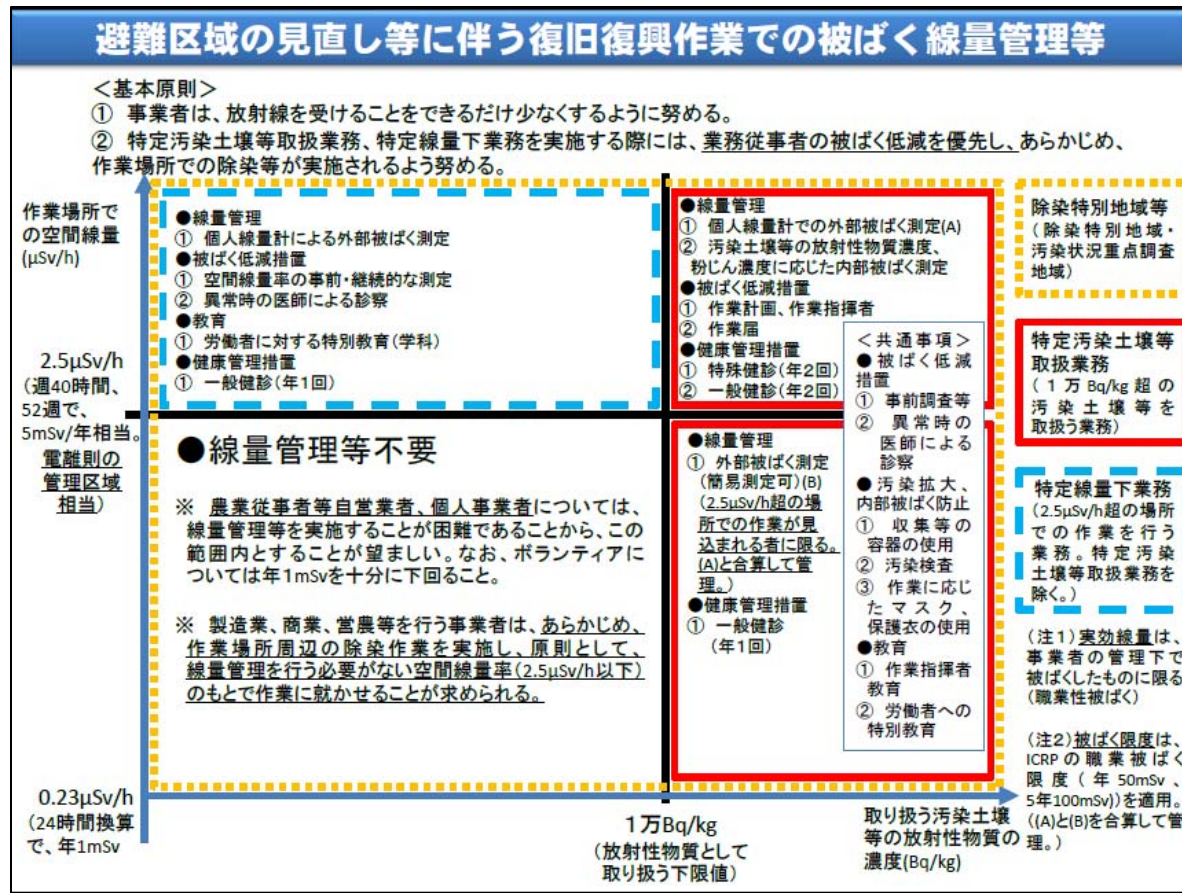 避難区域の見直し等に伴う復旧復興作業での被ばく線量管理等
＜基本原則＞
① 事業者は、放射線を受けることをできるだけ少なくするように努める。
② 特定汚染土壌等取扱業務、特定線量下業務を実施する際には、業務従事者の被ばく低減を優先し、あらかじめ、
作業場所での除染等が実施されるよう努める。
作業場所で
の空間線量
(μSv/h)
2.5μSv/h
(週40時間、
52週で、
5mSv/年相当。
電離則の
管理区域
相当)
0.23μSv/h
(24時間換算
で、年1mSv
●線量管理
① 個人線量計による外部被ばく測定
●被ばく低減措置
① 空間線量率の事前・継続的な測定
② 異常時の医師による診察
●教育
① 労働者に対する特別教育(学科)
●健康管理措置
① 一般健診(年1回)
●線量管理
① 個人線量計での外部被ばく測定(A)
② 汚染土壌等の放射性物質濃度、
粉じん濃度に応じた内部被ばく測定
●被ばく低減措置
① 作業計画、作業指揮者
② 作業届
●健康管理措置
① 特殊健診(年2回)
② 一般健診(年2回)
●線量管理等不要
※ 農業従事者等自営業者、個人事業者については、
線量管理等を実施することが困難であることから、この
範囲内とすることが望ましい。なお、ボランティアに
ついては年1mSvを十分に下回ること。
※ 製造業、商業、営農等を行う事業者は、あらかじめ、
作業場所周辺の除染作業を実施し、原則として、
線量管理を行う必要がない空間線量率(2.5μSv/h以下)
のもとで作業に就かせることが求められる。
●線量管理
① 外部被ばく測定
(簡易測定可)(B)
(2.5μSv/h超の場
所での作業が見
込まれる者に限る。
(A)と合算して管
理。)
●健康管理措置
① 一般健診
(年1回)
＜共通事項＞
●被ばく低減
措置
① 事前調査等
② 異常時の
医師による
診察
●汚染拡大、
内部被ばく防止
① 収集等の
容器の使用
② 汚染検査
③ 作業に応じ
たマスク、
保護衣の使用
●教育
① 作業指揮者
教育
② 労働者への
特別教育
除染特別地域等
(除染特別地域・
汚染状況重点調査
地域)
特定汚染土壌等
取扱業務
(1万Bq/kg超の
汚染土壌等を
取扱う業務)
特定線量下業務
(2.5μSv/h超の場所
での作業を行う
業務。特定汚染
土壌等取扱業務を
除く。)
(注1)実効線量は、
事業者の管理下で
被ばくしたものに限る
(職業性被ばく)
(注2)被ばく限度は、
ICRPの職業被ばく
限度(年50mSv、
5年100mSv))を適用。
((A)と(B)を合算して管
理。)
1万Bq/kg
(放射性物質として
取り扱う下限値)
取り扱う汚染土壌
等の放射性物質の
濃度(Bq/kg)